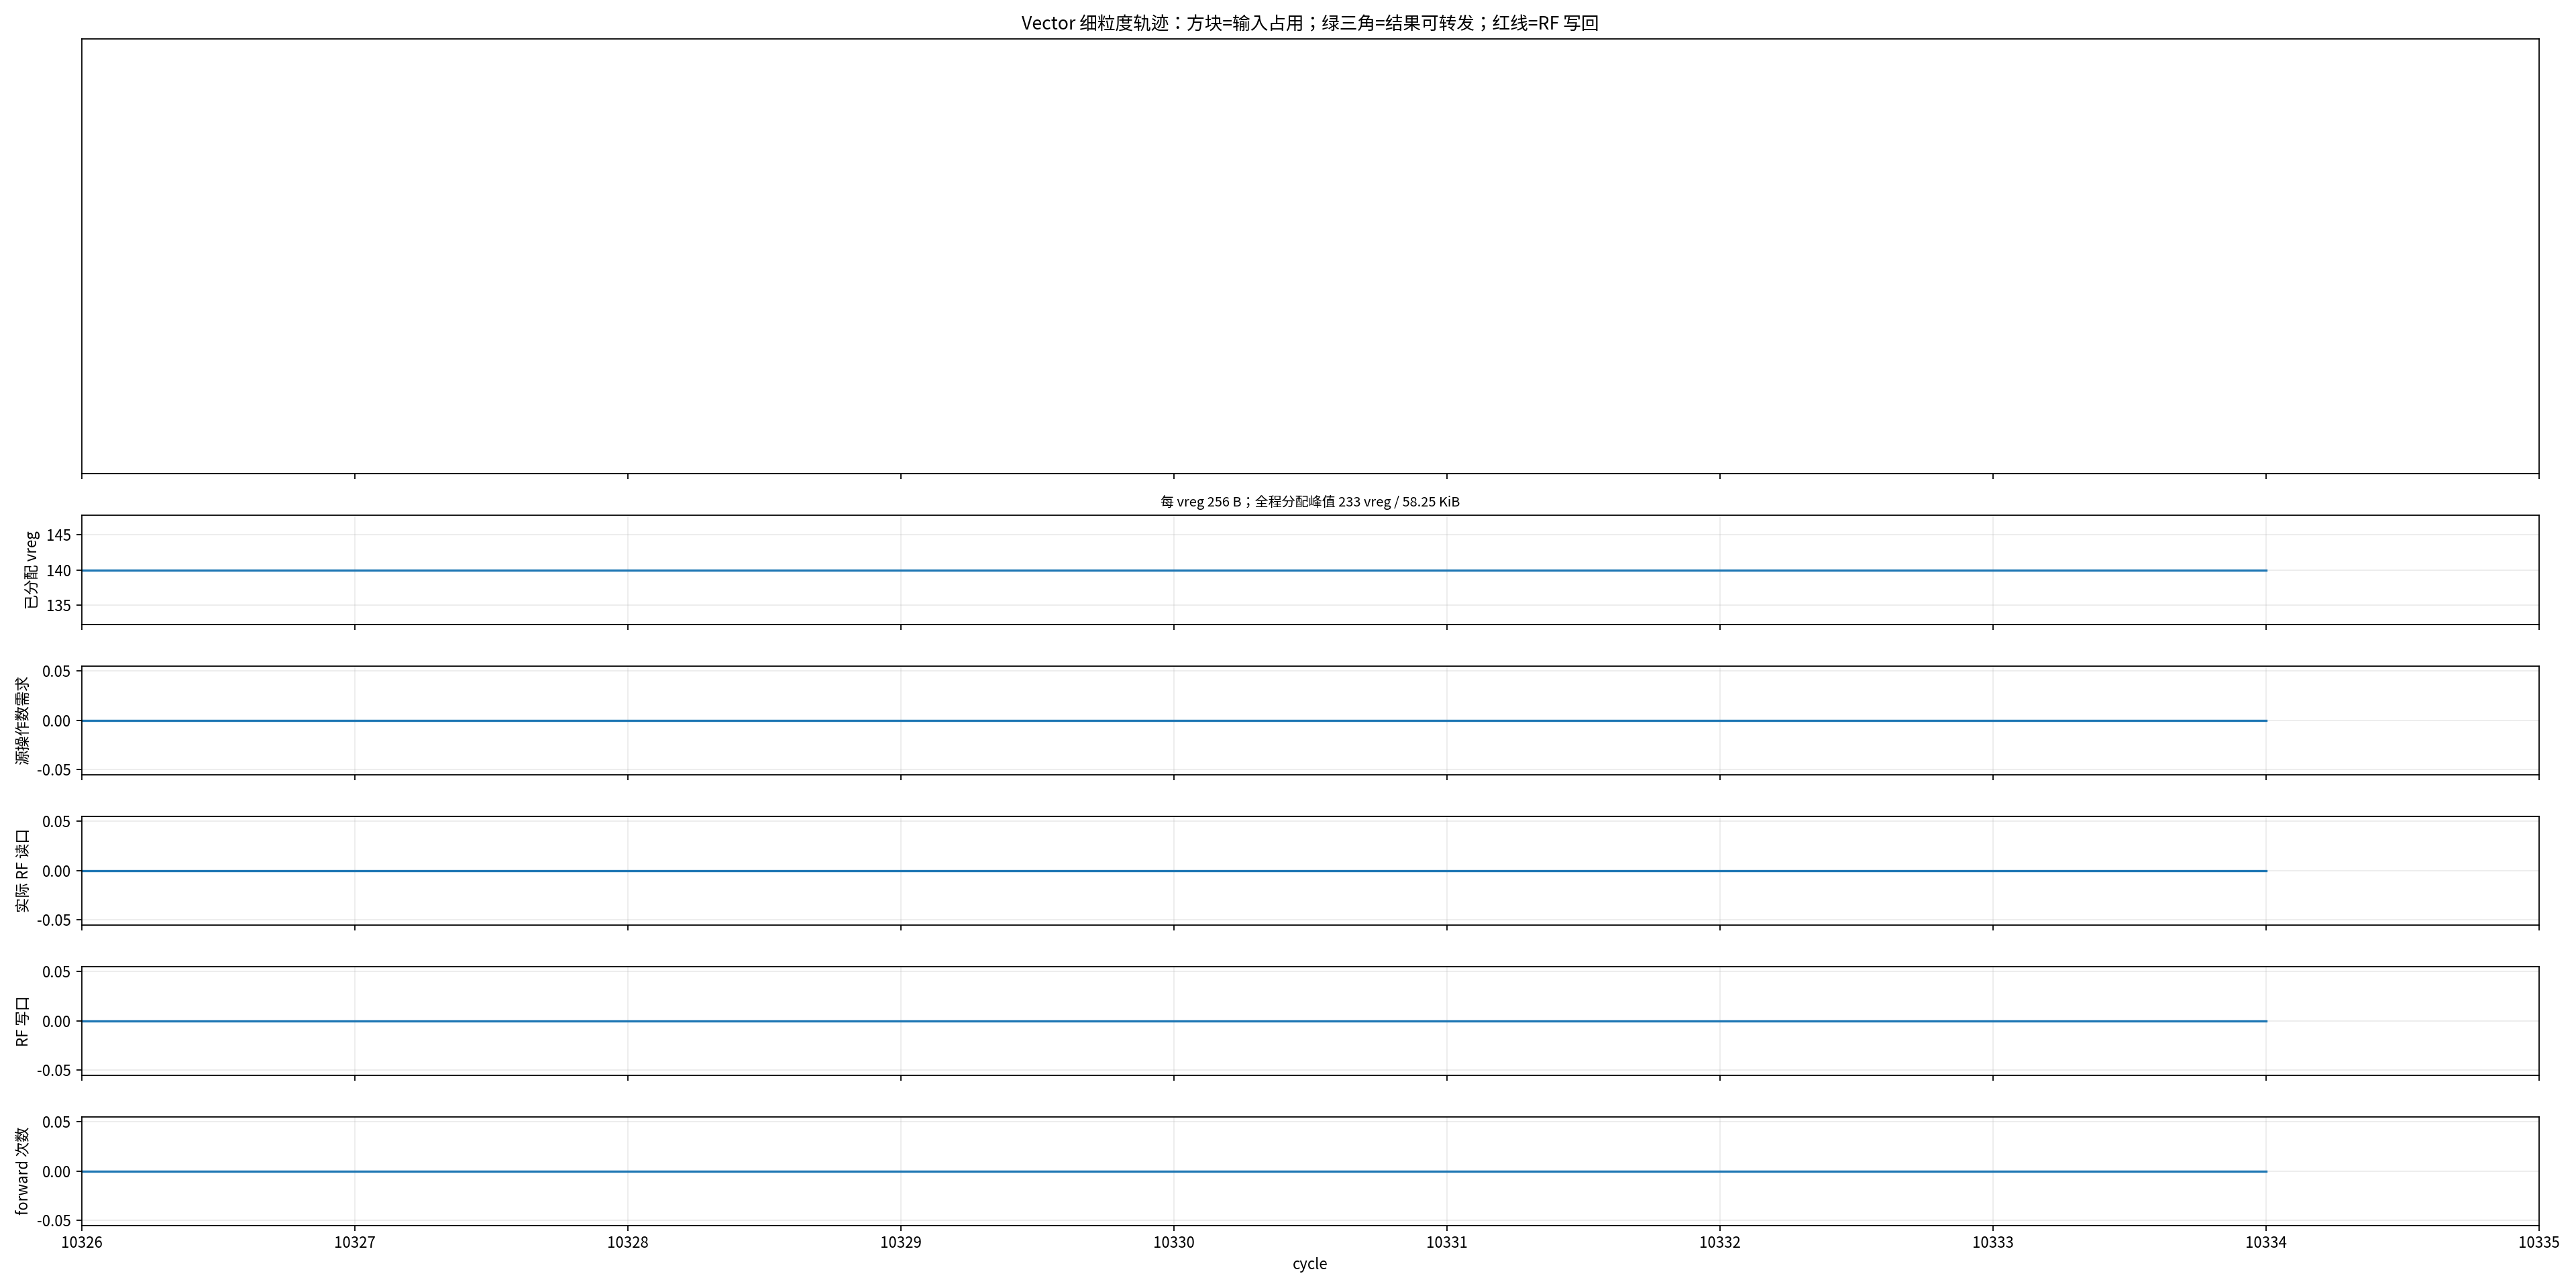 Vector 细粒度轨迹：方块=输入占用；绿三角=结果可转发；红线=RF 写回
每 vreg 256 B；全程分配峰值 233 vreg / 58.25 KiB
已分配 vreg
145
140
135
源操作数需求
0.05
0.00
-0.05
实际 RF 读口
0.05
0.00
-0.05
RF 写口
0.05
0.00
-0.05
forward 次数
0.05
0.00
-0.05
10326 10327 10328 10329 10330 10331 10332 10333 10334 10335
cycle